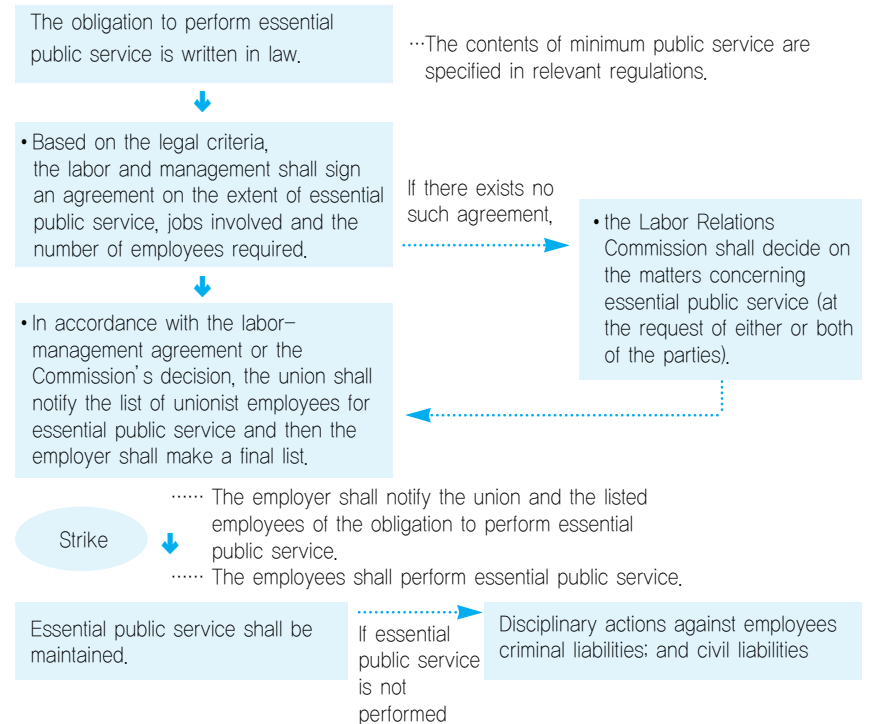 The obligation to perform essential
public service is written in law.
…The contents of minimum public service are
specified in relevant regulations.
• Based on the legal criteria,
the labor and management shall sign
an agreement on the extent of essential
public service, jobs involved and the
number of employees required.
If there exists no
such agreement,
• the Labor Relations
Commission shall decide on
the matters concerning
essential public service (at
the request of either or both
of the parties).
• In accordance with the labor-
management agreement or the
Commission's decision, the union shall
notify the list of unionist employees for
essential public service and then the
employer shall make a final list.
Strike
…… The employer shall notify the union and the listed
employees of the obligation to perform essential
public service.
…… The employees shall perform essential public service.
Essential public service shall be
maintained.
If essential
public service
is not
performed
Disciplinary actions against employees
criminal liabilities; and civil liabilities